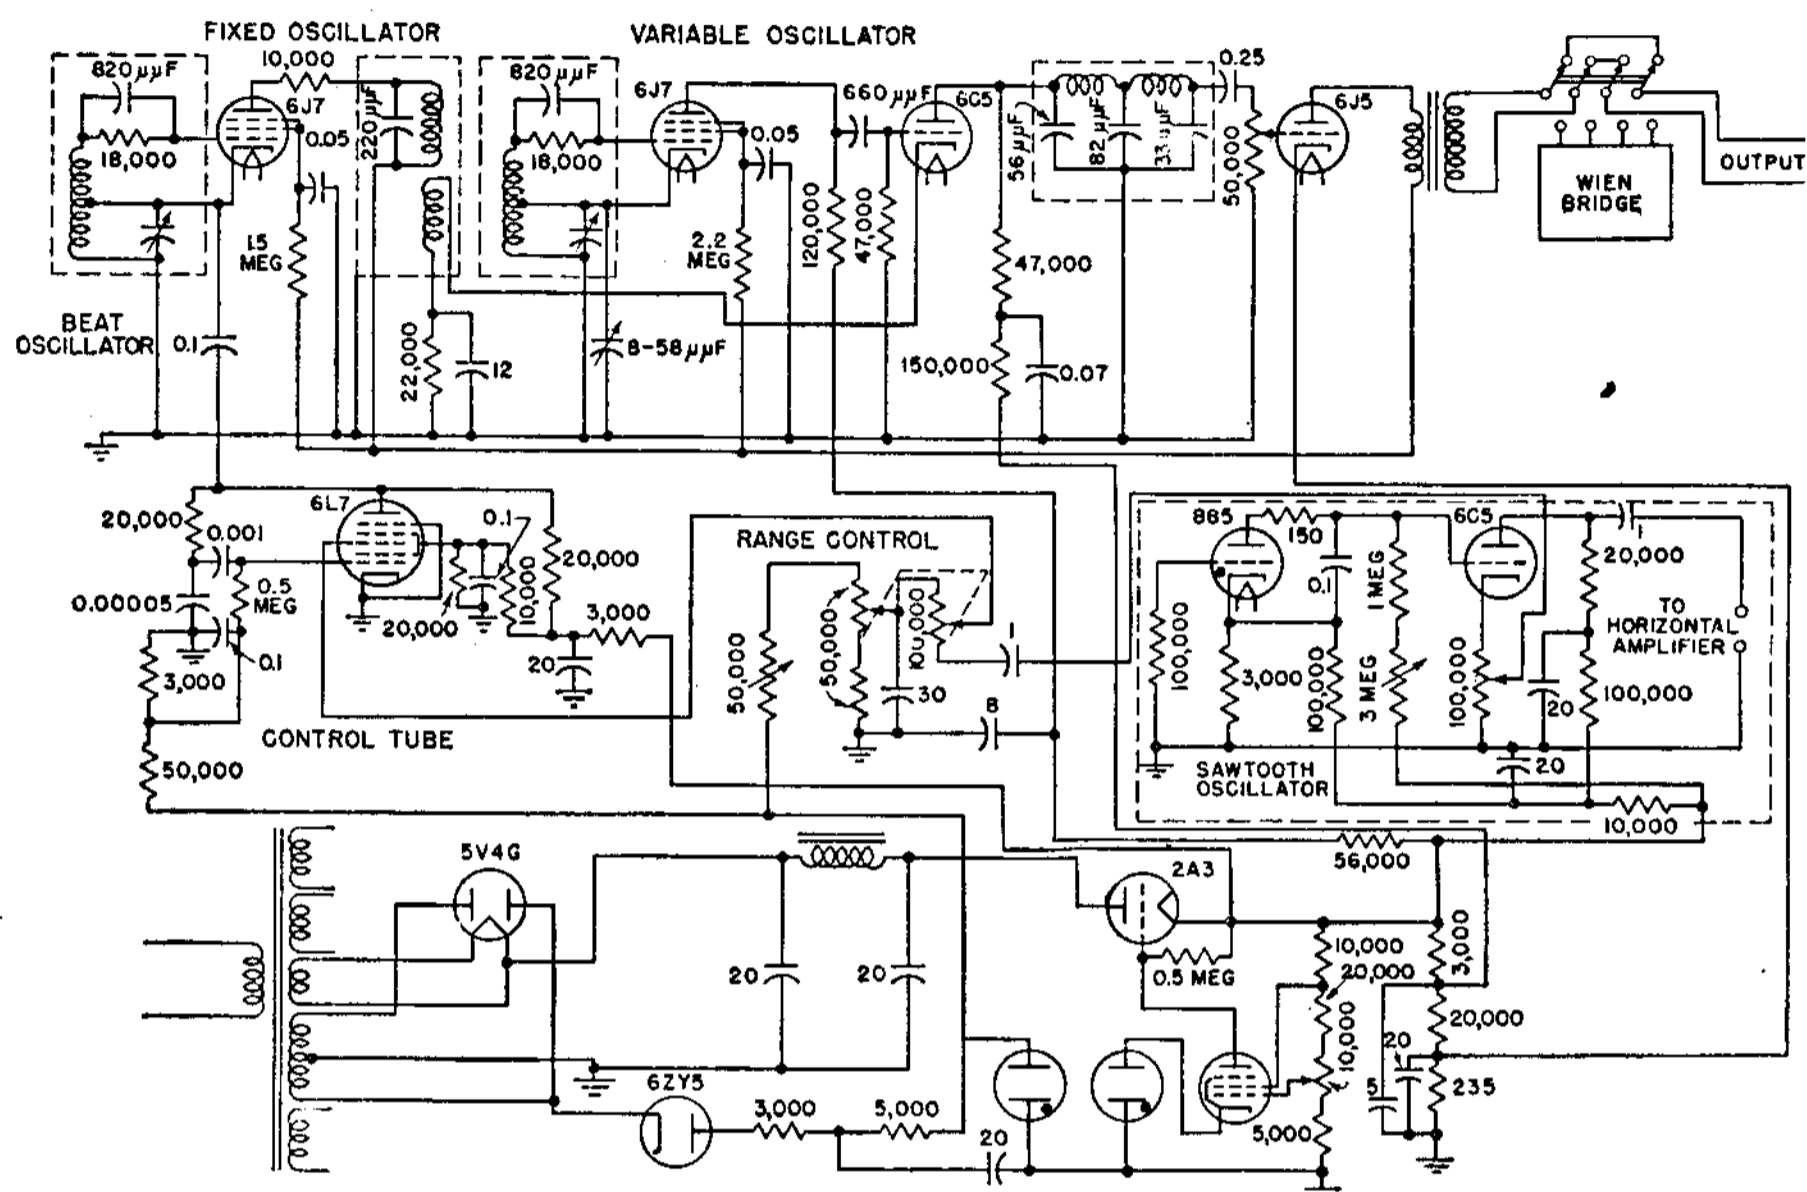 FIXED OSCILLATOR
VARIABLE OSCILLATOR
820 μμF
10,000
6J7
0.05
220 μμF
18,000
15 MEG
820 μμF
6J7
0.05
18,000
2.2 MEG
660 μμF
6C5
120,000
47,000
56 μμF
82 μμF
33 μμF
0.25
50,000
6J5
47,000
WIEN BRIDGE
OUTPUT
BEAT OSCILLATOR
0.1
22,000
12
8-58 μμF
150,000
0.07
20,000
0.001
6L7
0.1
20,000
0.5 MEG
0.00005
20,000
10,000
3,000
0.1
3,000
20
CONTROL TUBE
50,000
RANGE CONTROL
50,000
50,000
100,000
1
30
8
885
150
6C5
1
20,000
0.1
1 MEG
TO HORIZONTAL AMPLIFIER
100,000
3,000
100,000
3 MEG
100,000
20
100,000
SAWTOOTH OSCILLATOR
20
10,000
56,000
5V4G
2A3
20
20
0.5 MEG
10,000
20,000
3,000
10,000
20,000
20
235
5
5,000
6ZY5
3,000
5,000
20